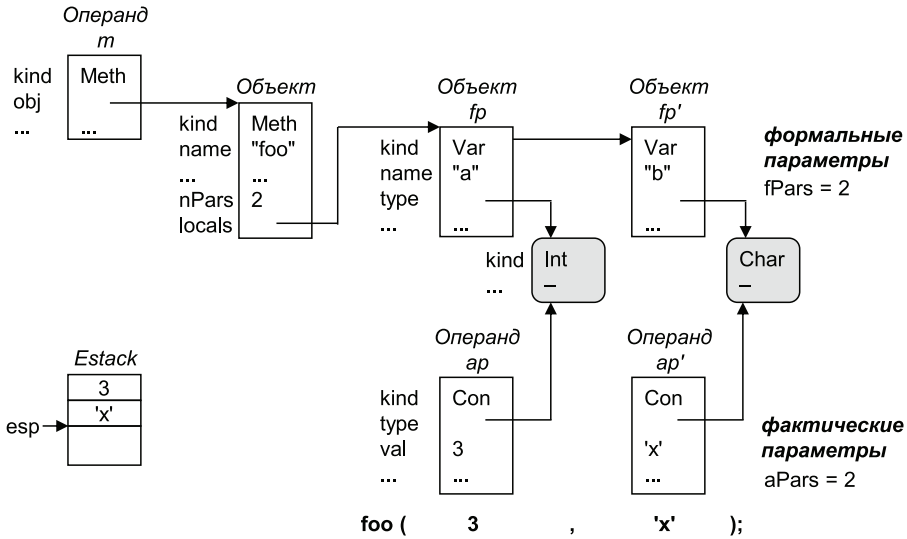 Операнд
m
kind
obj
...
Meth
...
Объект
kind
name
...
nPars
locals
Meth
"foo"
...
2
Объект
fp
kind
name
type
...
Var
"a"
...
Объект
fp'
Var
"b"
...
формальные
параметры
fPars = 2
kind
...
Int
–
Char
–
Estack
3
'x'
esp
Операнд
ap
kind
type
val
...
Con
3
...
Операнд
ap'
Con
'x'
...
фактические
параметры
aPars = 2
foo ( 3 , 'x' );